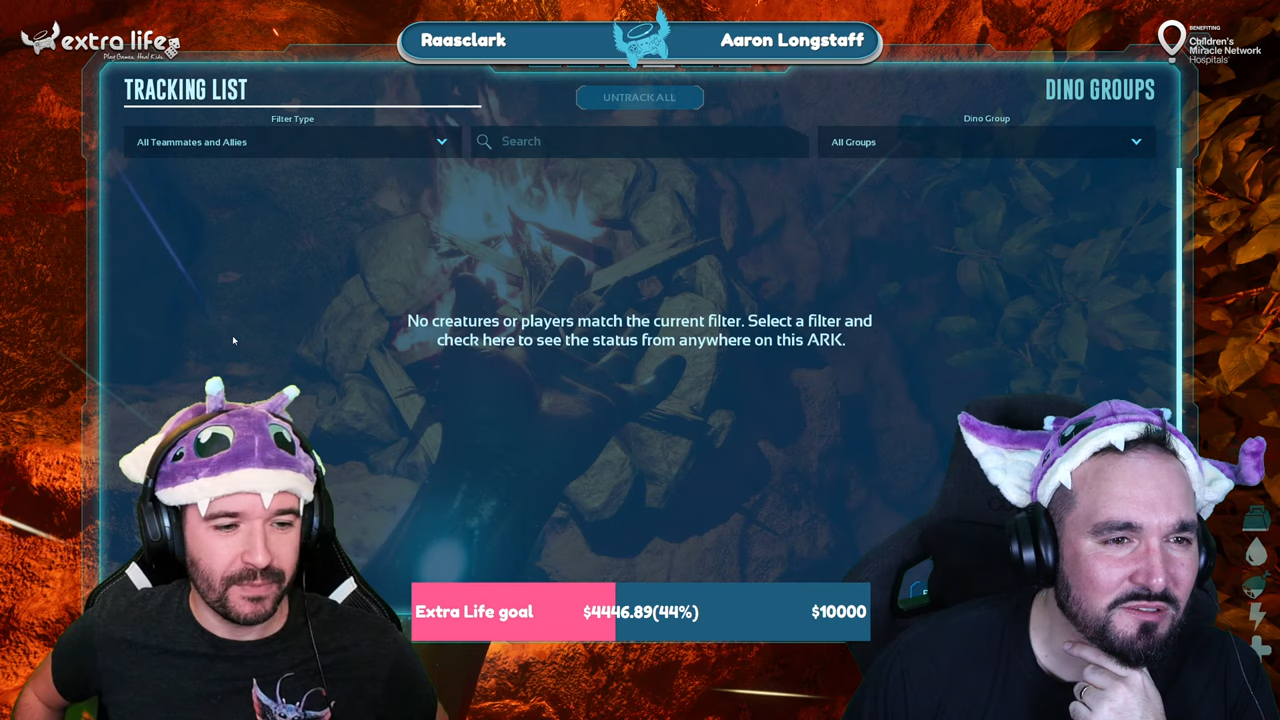 extra life
Play Games. Heal Kids.
Raasclark
Aaron Longstaff
BENEFITING
Children's
Miracle Network
Hospitals
TRACKING LIST
UNTRACK ALL
DINO GROUPS
Filter Type
Dino Group
All Teammates and Allies
Search
All Groups
No creatures or players match the current filter. Select a filter and
check here to see the status from anywhere on this ARK.
Extra Life goal
$4446.89(44%)
$10000